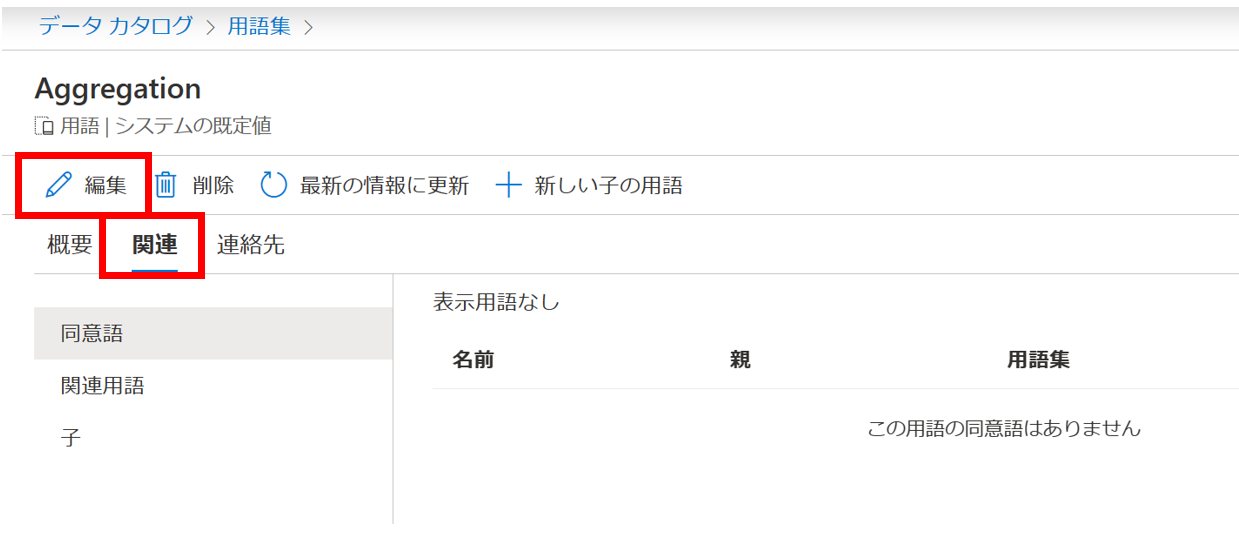 データ カタログ > 用語集 >
Aggregation
用語 | システムの既定値
編集 削除 最新の情報に更新 新しい子の用語
概要 関連 連絡先
同意語
関連用語
子
表示用語なし
名前 親 用語集
この用語の同意語はありません